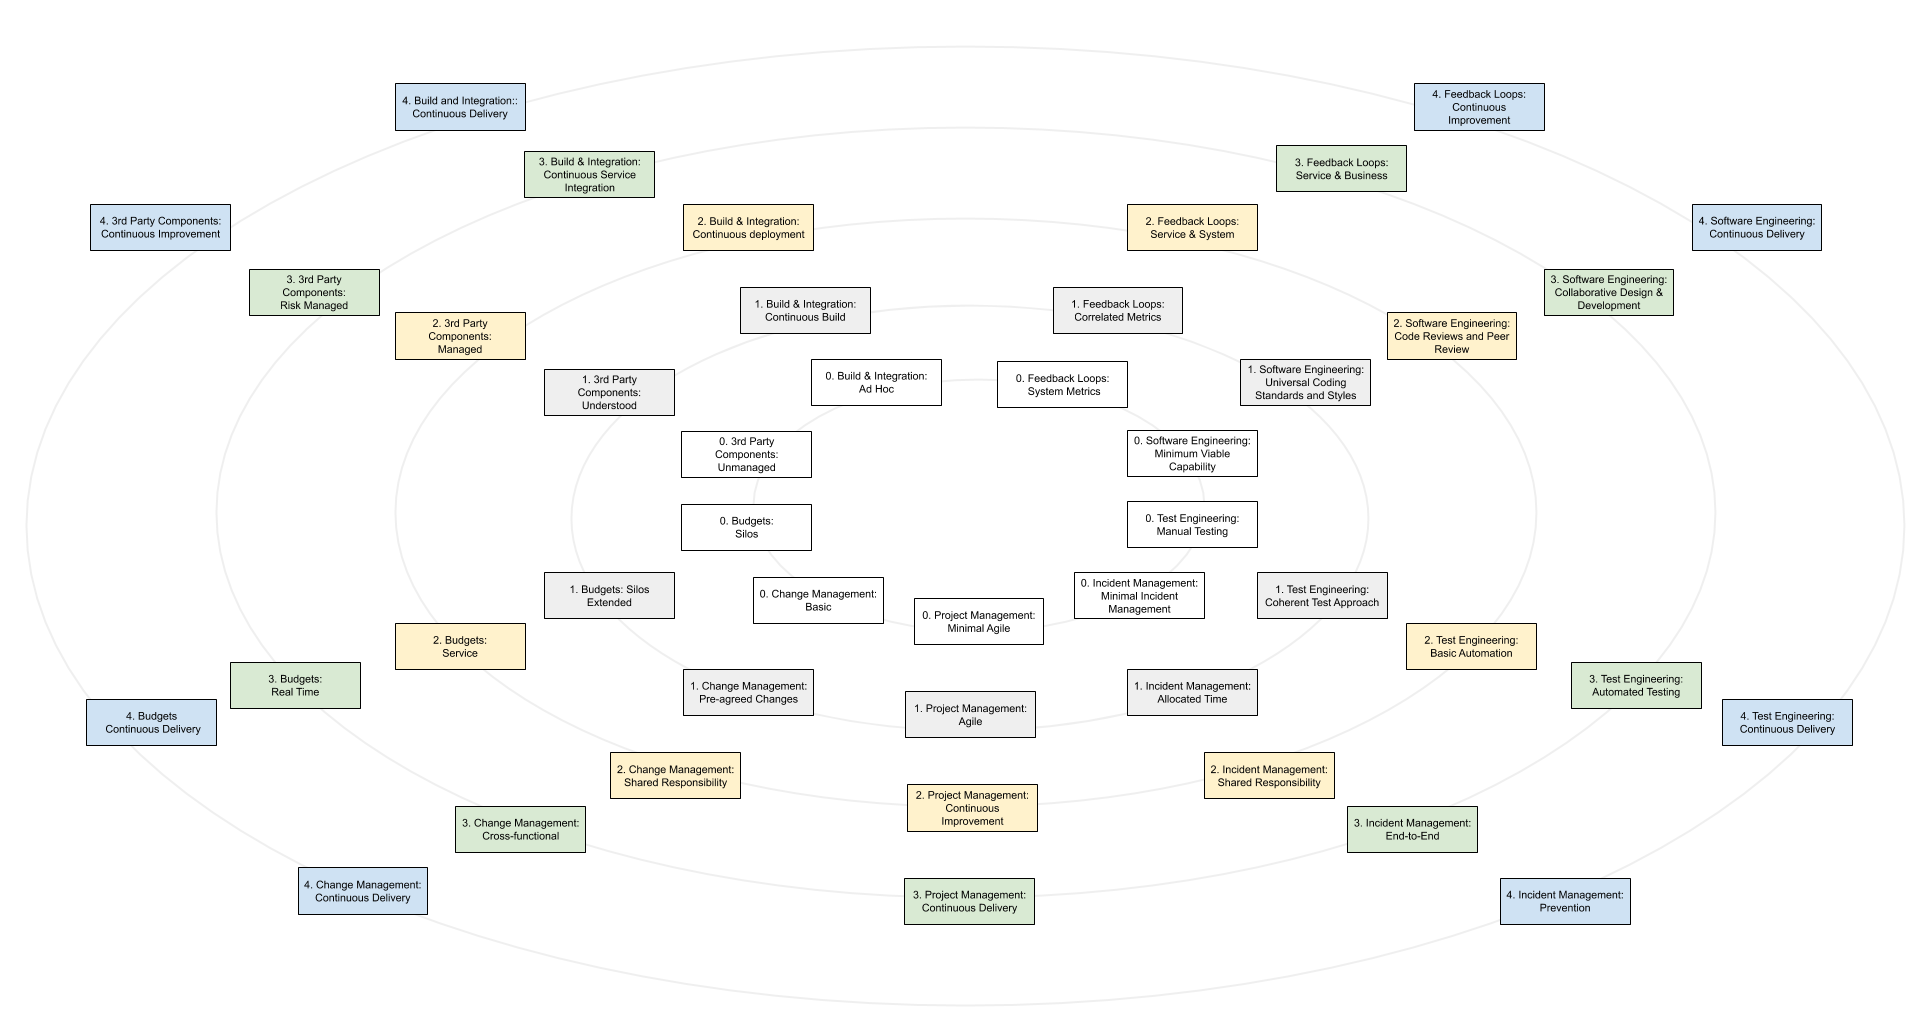 4. Build and Integration::
Continuous Delivery
4. Feedback Loops:
Continuous
Improvement
3. Build & Integration:
Continuous Service
Integration
3. Feedback Loops:
Service & Business
4. 3rd Party Components:
Continuous Improvement
2. Build & Integration:
Continuous deployment
2. Feedback Loops:
Service & System
4. Software Engineering:
Continuous Delivery
3. 3rd Party
Components:
Risk Managed
3. Software Engineering:
Collaborative Design &
Development
1. Build & Integration:
Continuous Build
1. Feedback Loops:
Correlated Metrics
2. 3rd Party
Components:
Managed
2. Software Engineering:
Code Reviews and Peer
Review
1. 3rd Party
Components:
Understood
0. Build & Integration:
Ad Hoc
0. Feedback Loops:
System Metrics
1. Software Engineering:
Universal Coding
Standards and Styles
0. 3rd Party
Components:
Unmanaged
0. Software Engineering:
Minimum Viable
Capability
0. Budgets:
Silos
0. Test Engineering:
Manual Testing
1. Budgets: Silos
Extended
0. Change Management:
Basic
0. Project Management:
Minimal Agile
0. Incident Management:
Minimal Incident
Management
1. Test Engineering:
Coherent Test Approach
2. Budgets:
Service
2. Test Engineering:
Basic Automation
3. Budgets:
Real Time
1. Change Management:
Pre-agreed Changes
1. Project Management:
Agile
1. Incident Management:
Allocated Time
3. Test Engineering:
Automated Testing
4. Budgets
Continuous Delivery
4. Test Engineering:
Continuous Delivery
2. Change Management:
Shared Responsibility
2. Project Management:
Continuous
Improvement
2. Incident Management:
Shared Responsibility
3. Change Management:
Cross-functional
3. Incident Management:
End-to-End
4. Change Management:
Continuous Delivery
3. Project Management:
Continuous Delivery
4. Incident Management:
Prevention